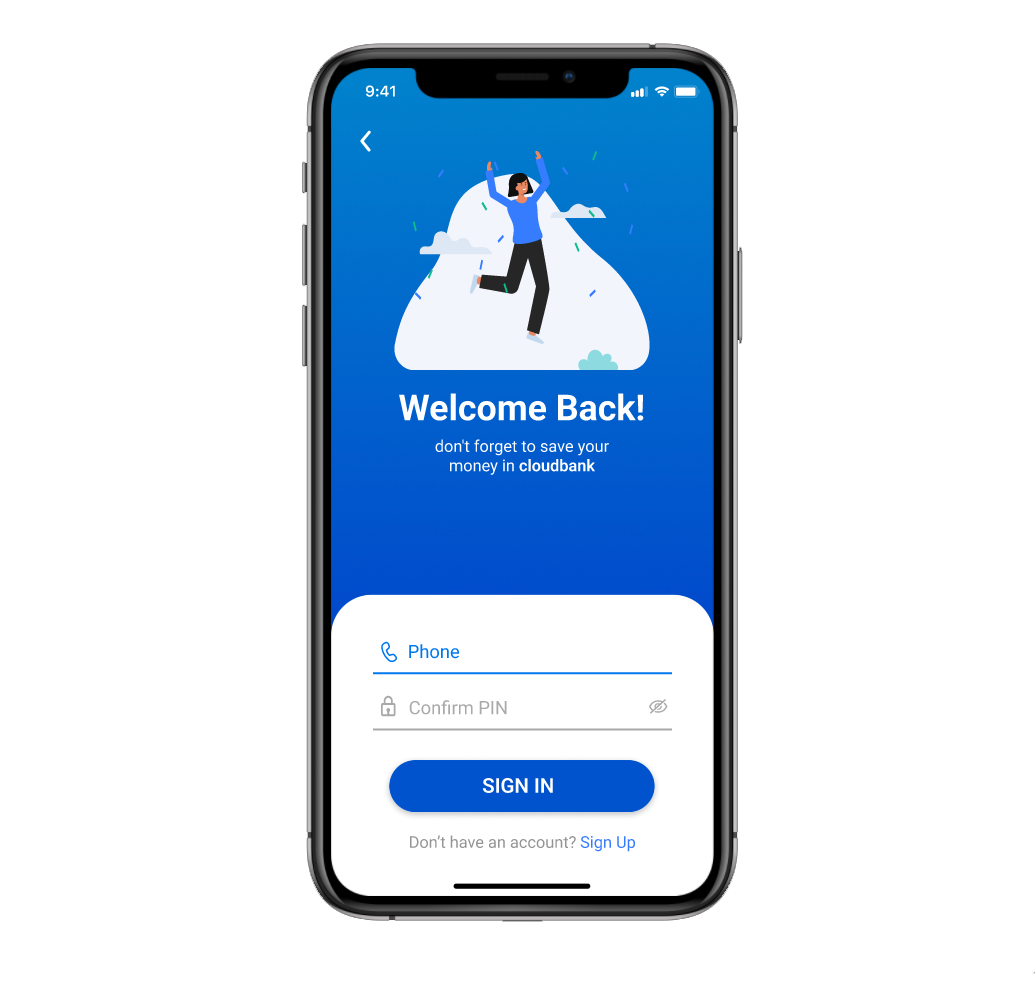 9:41
Welcome Back!
don't forget to save your
money in cloudbank
Phone
Confirm PIN
SIGN IN
Don’t have an account? Sign Up